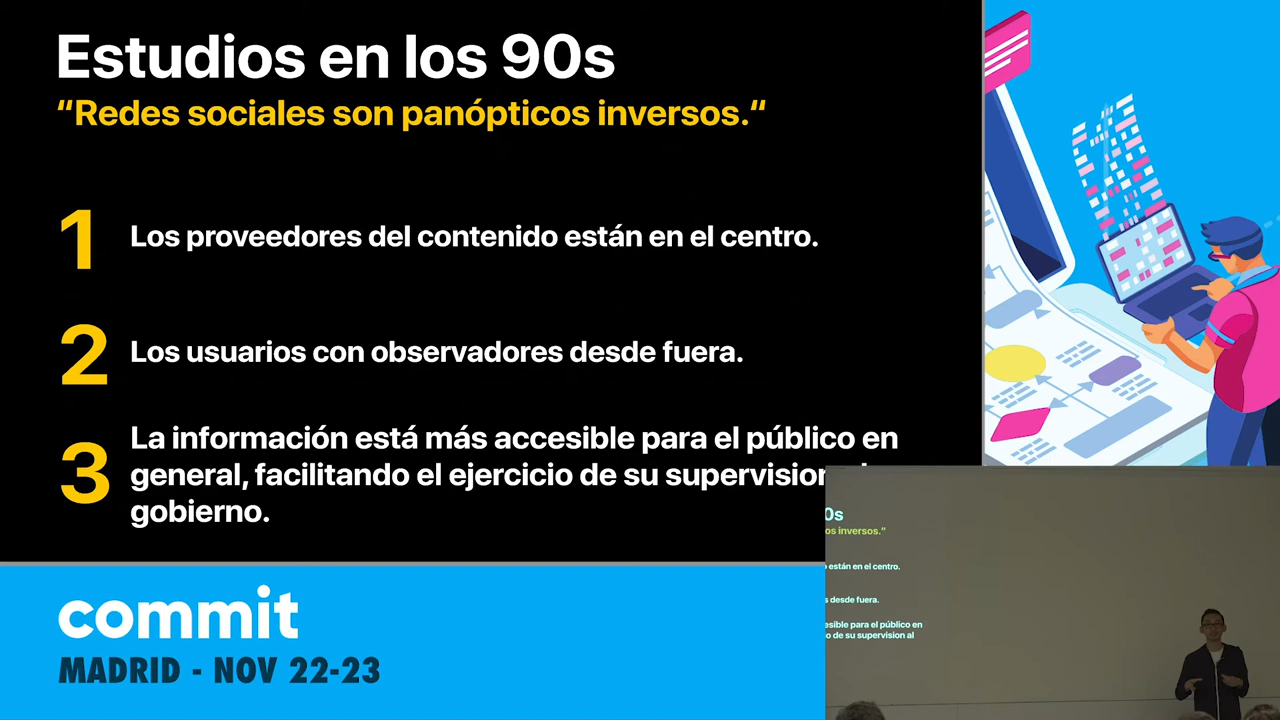 Estudios en los 90s
“Redes sociales son panópticos inversos.“
1 Los proveedores del contenido están en el centro.
2 Los usuarios con observadores desde fuera.
3 La información está más accesible para el público en
general, facilitando el ejercicio de su supervision
gobierno.
commit
MADRID - NOV 22-23
0s
os inversos.“
están en el centro.
desde fuera.
esible para el público en
o de su supervision al